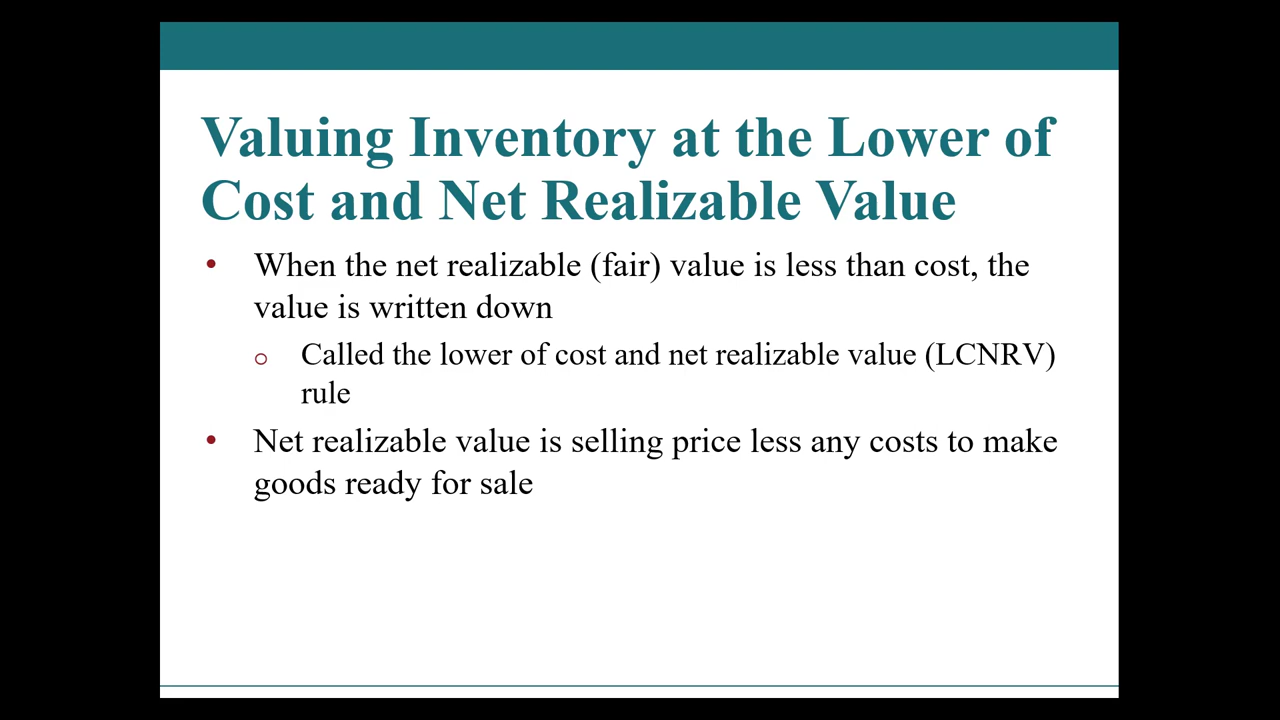 Valuing Inventory at the Lower of
Cost and Net Realizable Value
• When the net realizable (fair) value is less than cost, the
value is written down
o Called the lower of cost and net realizable value (LCNRV)
rule
• Net realizable value is selling price less any costs to make
goods ready for sale